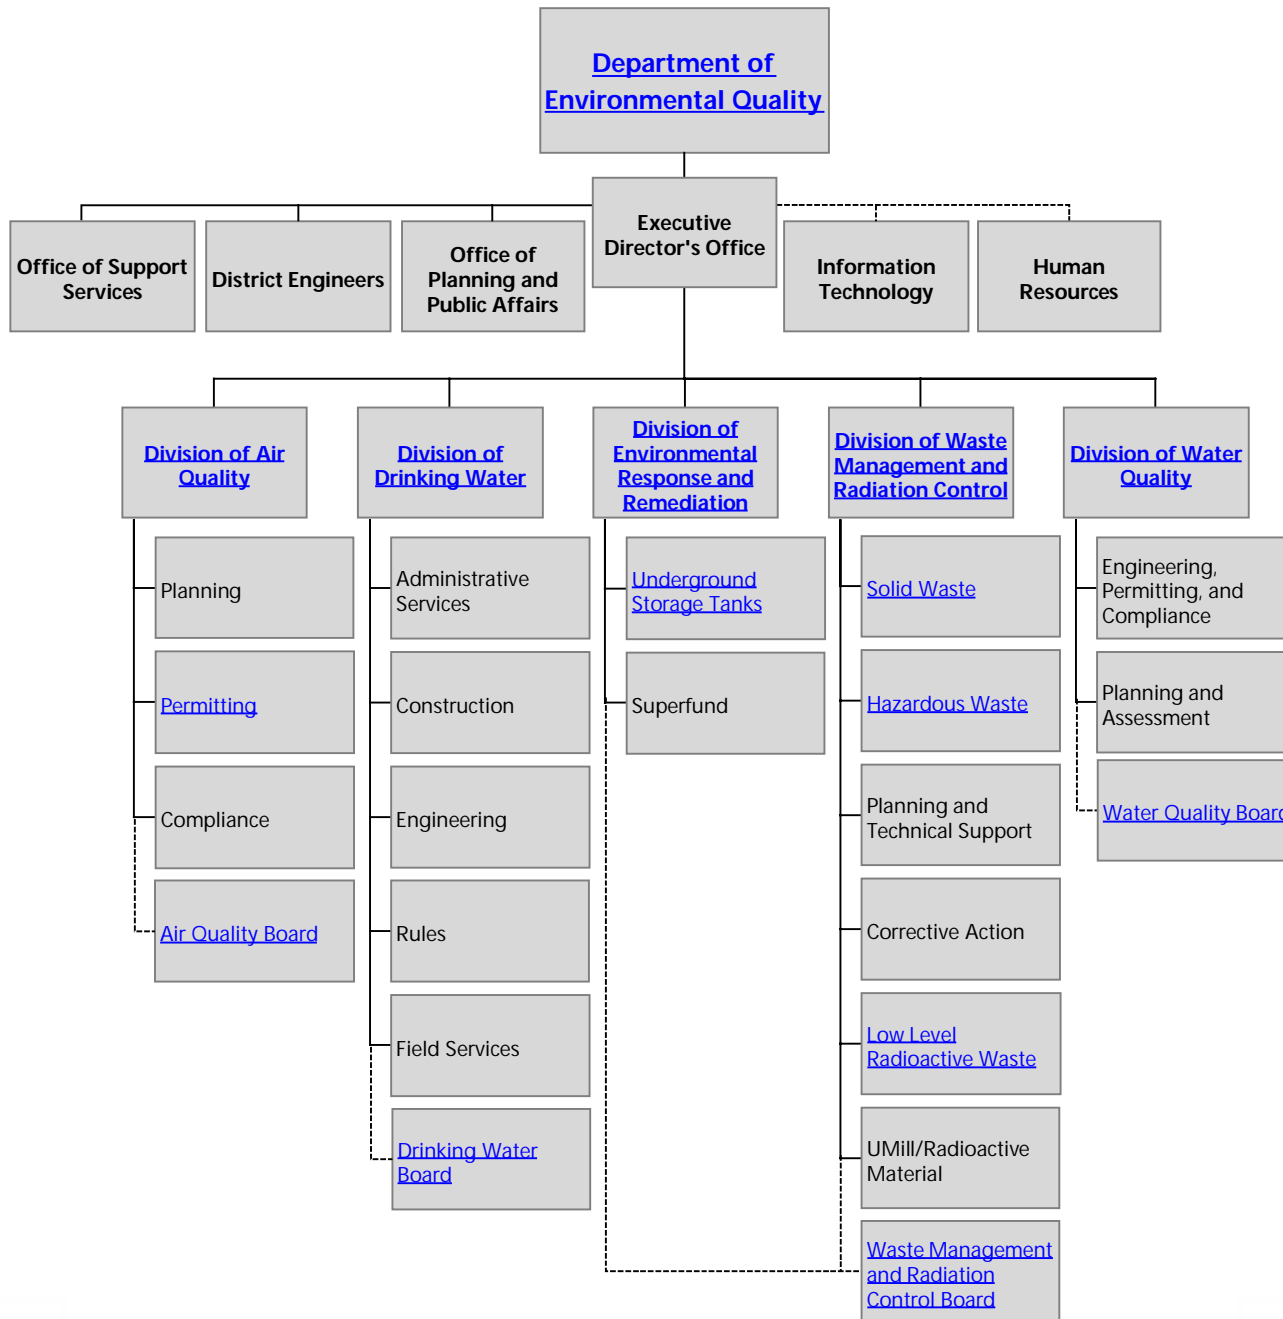 Department of
Environmental Quality
Executive
Director's Office
Office of Support
Services
District Engineers
Office of
Planning and
Public Affairs
Information
Technology
Human
Resources
Division of Air
Quality
Planning
Permitting
Compliance
Air Quality Board
Division of
Drinking Water
Administrative
Services
Construction
Engineering
Rules
Field Services
Drinking Water
Board
Division of
Environmental
Response and
Remediation
Underground
Storage Tanks
Superfund
Division of Waste
Management and
Radiation Control
Solid Waste
Hazardous Waste
Planning and
Technical Support
Corrective Action
Low Level
Radioactive Waste
UMill/Radioactive
Material
Waste Management
and Radiation
Control Board
Division of Water
Quality
Engineering,
Permitting, and
Compliance
Planning and
Assessment
Water Quality Board